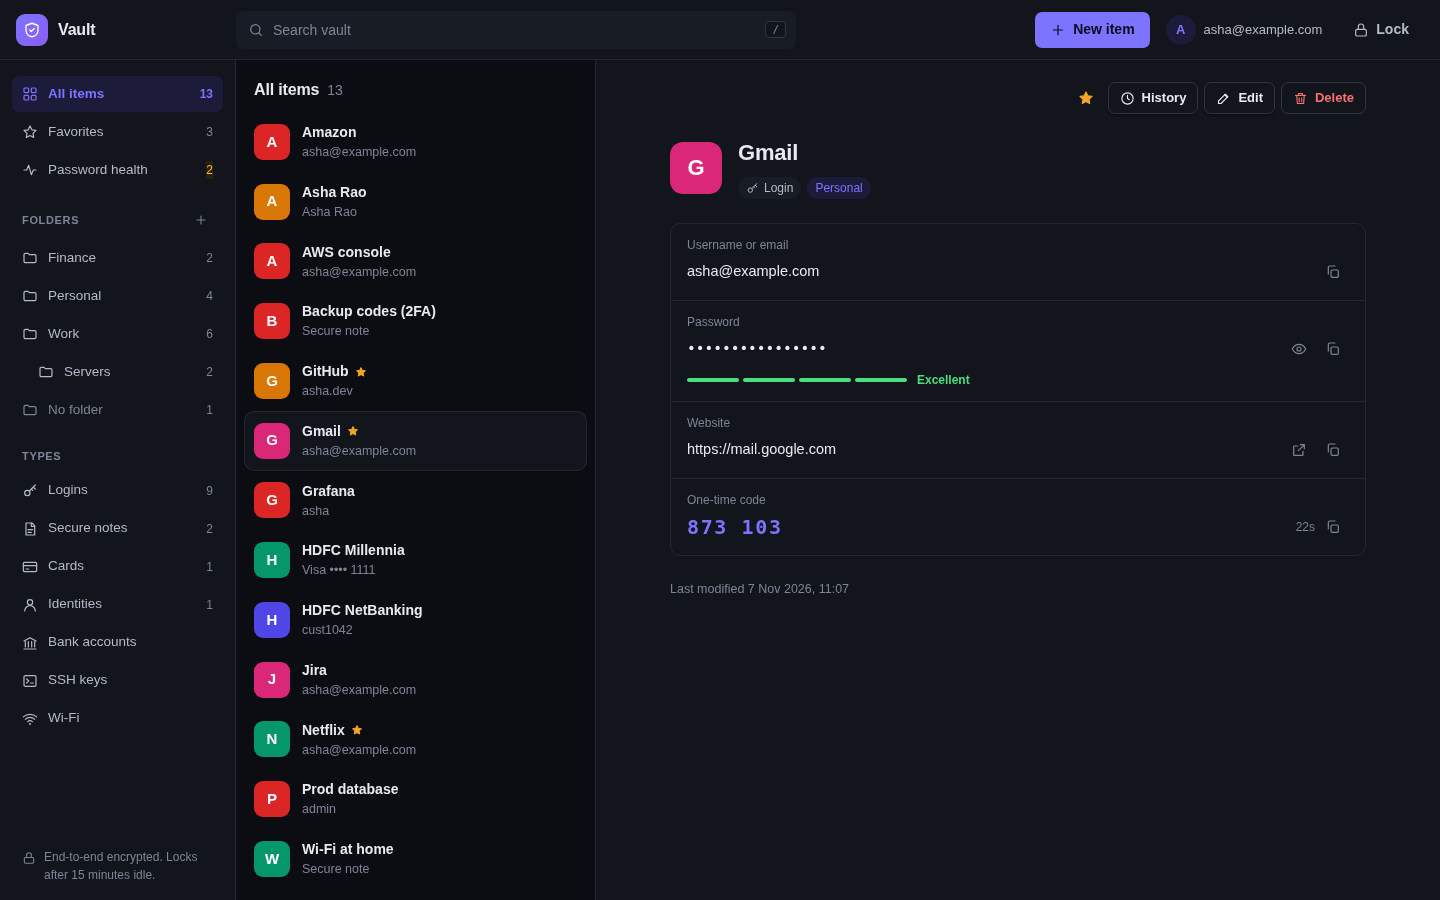 Vault
Search vault
/
New item
A
asha@example.com
Lock
All items 13
Favorites 3
Password health 2
FOLDERS
Finance 2
Personal 4
Work 6
Servers 2
No folder 1
TYPES
Logins 9
Secure notes 2
Cards 1
Identities 1
Bank accounts
SSH keys
Wi-Fi
End-to-end encrypted. Locks
after 15 minutes idle.
All items 13
A
Amazon
asha@example.com
A
Asha Rao
Asha Rao
A
AWS console
asha@example.com
B
Backup codes (2FA)
Secure note
G
GitHub
asha.dev
G
Gmail
asha@example.com
G
Grafana
asha
H
HDFC Millennia
Visa •••• 1111
H
HDFC NetBanking
cust1042
J
Jira
asha@example.com
N
Netflix
asha@example.com
P
Prod database
admin
W
Wi-Fi at home
Secure note
History
Edit
Delete
G
Gmail
Login
Personal
Username or email
asha@example.com
Password
••••••••••••••••
Excellent
Website
https://mail.google.com
One-time code
873 103
22s
Last modified 7 Nov 2026, 11:07